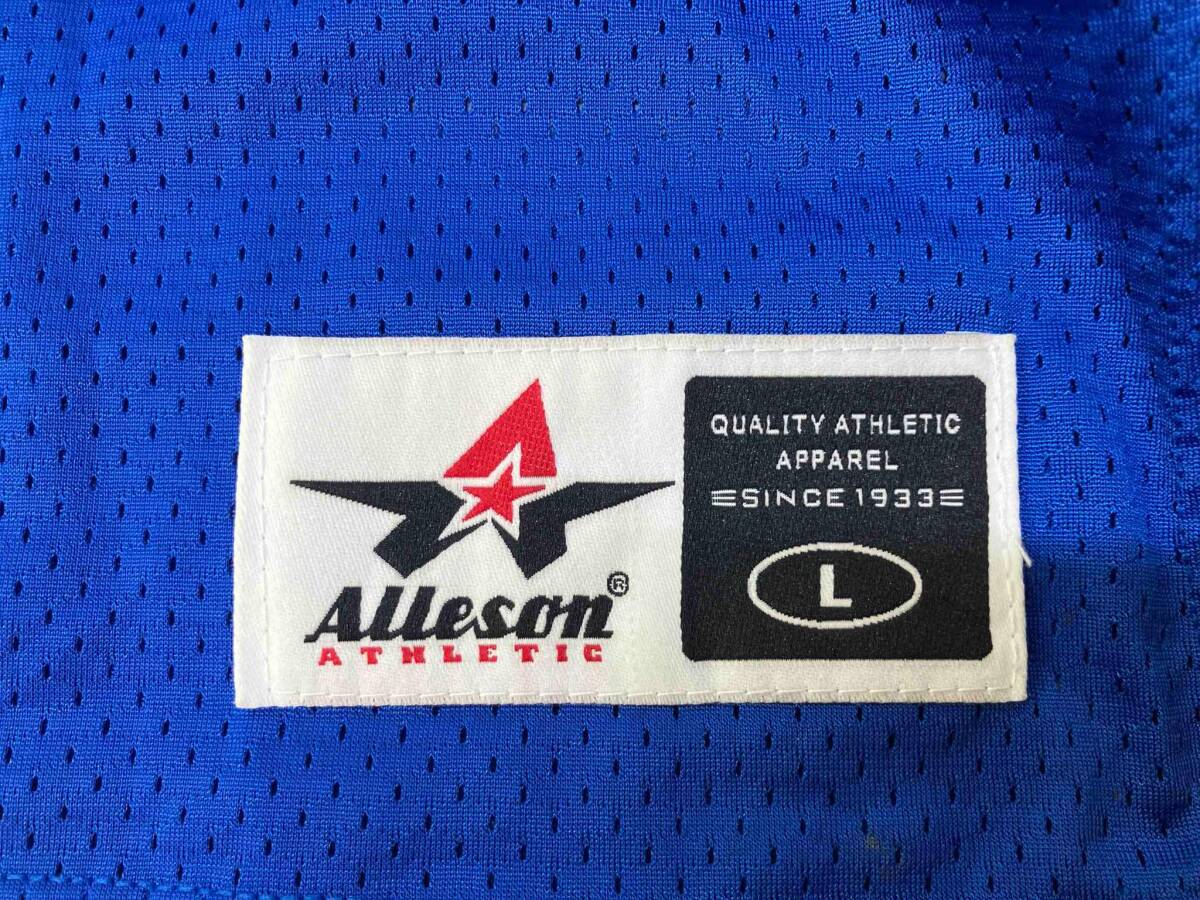 Alleson®
ATHLETIC
QUALITY ATHLETIC
APPAREL
SINCE 1933
L